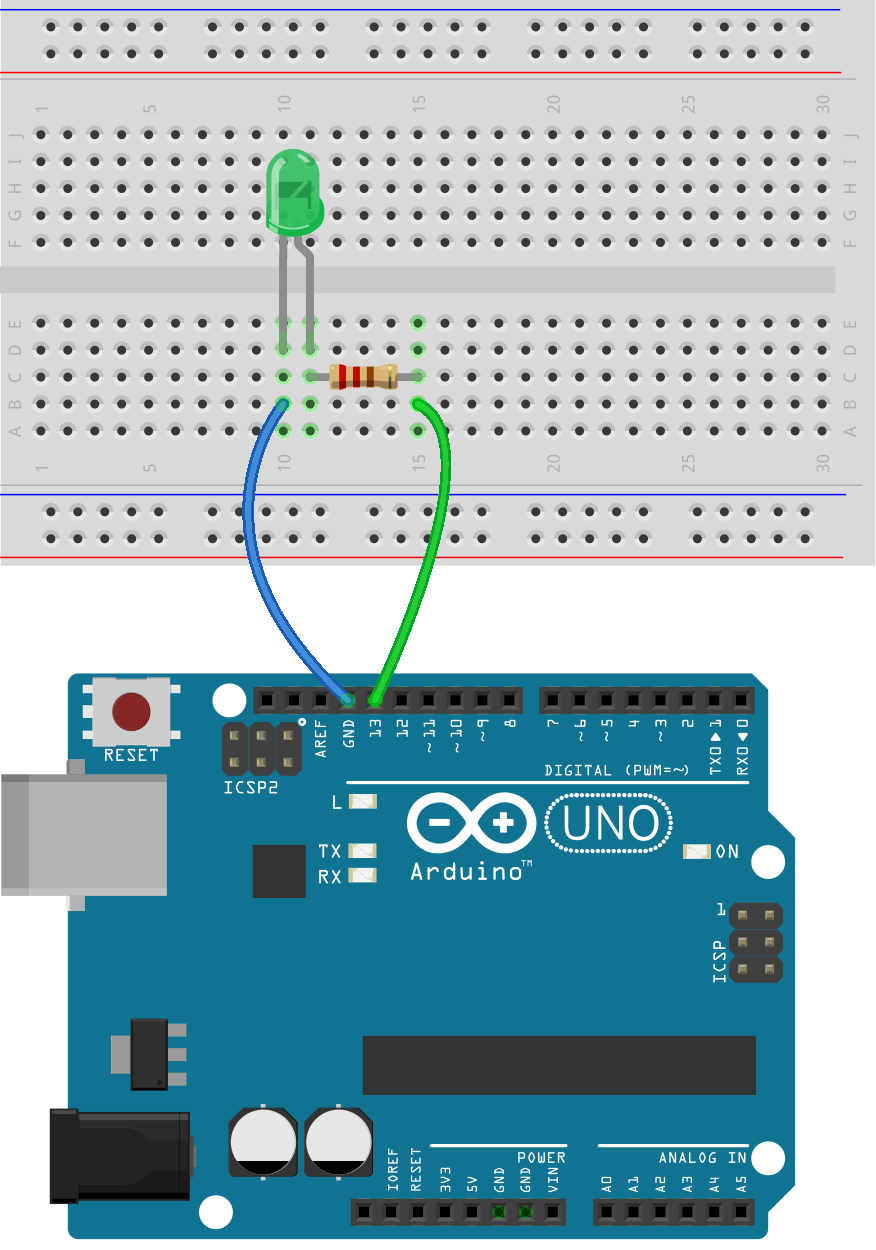 1 5 10 15 20 25 30
J J
I I
H H
G G
F F
E E
D D
C C
B B
A A
1 5 10 15 20 25 30
RESET
AREF GND 13 12 ~11 ~10 ~9 8 7 ~6 ~5 4 ~3 2 TX0▶1 RX0◀0
ICSP2
DIGITAL (PWM=~)
L
TX
RX
UNO
Arduino™
ON
1
ICSP
POWER
ANALOG IN
IOREF RESET 3V3 5V GND GND VIN A0 A1 A2 A3 A4 A5